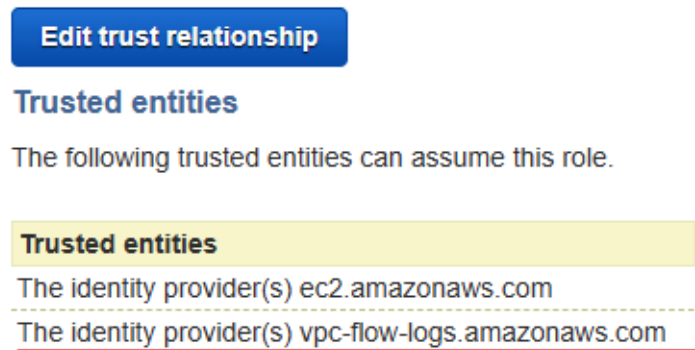 Edit trust relationship
Trusted entities
The following trusted entities can assume this role.
Trusted entities
The identity provider(s) ec2.amazonaws.com
The identity provider(s) vpc-flow-logs.amazonaws.com